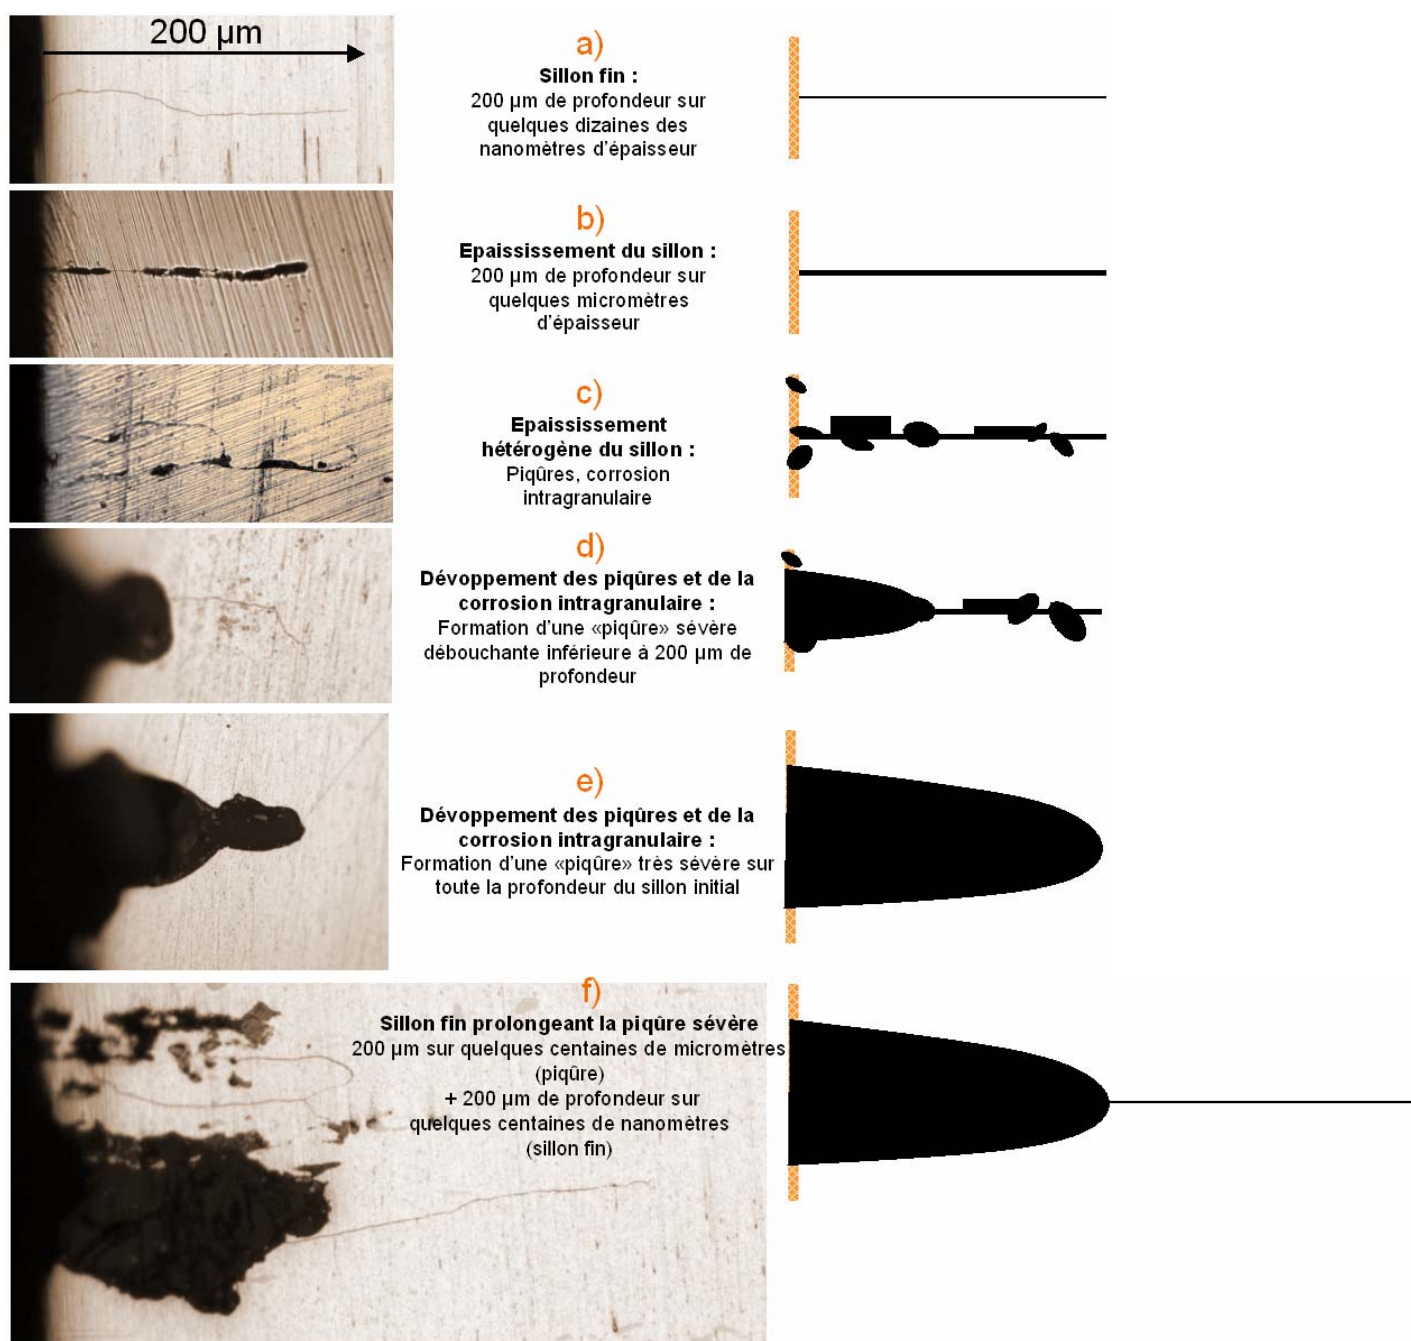 200 µm
a)
Sillon fin :
200 µm de profondeur sur
quelques dizaines des
nanomètres d'épaisseur
b)
Epaississement du sillon :
200 µm de profondeur sur
quelques micromètres
d'épaisseur
c)
Epaississement
hétérogène du sillon :
Piqûres, corrosion
intragranulaire
d)
Dévoppement des piqûres et de la
corrosion intragranulaire :
Formation d'une «piqûre» sévère
débouchante inférieure à 200 µm de
profondeur
e)
Dévoppement des piqûres et de la
corrosion intragranulaire :
Formation d'une «piqûre» très sévère sur
toute la profondeur du sillon initial
f)
Sillon fin prolongeant la piqûre sévère
200 µm sur quelques centaines de micromètres
(piqûre)
+ 200 µm de profondeur sur
quelques centaines de nanomètres
(sillon fin)